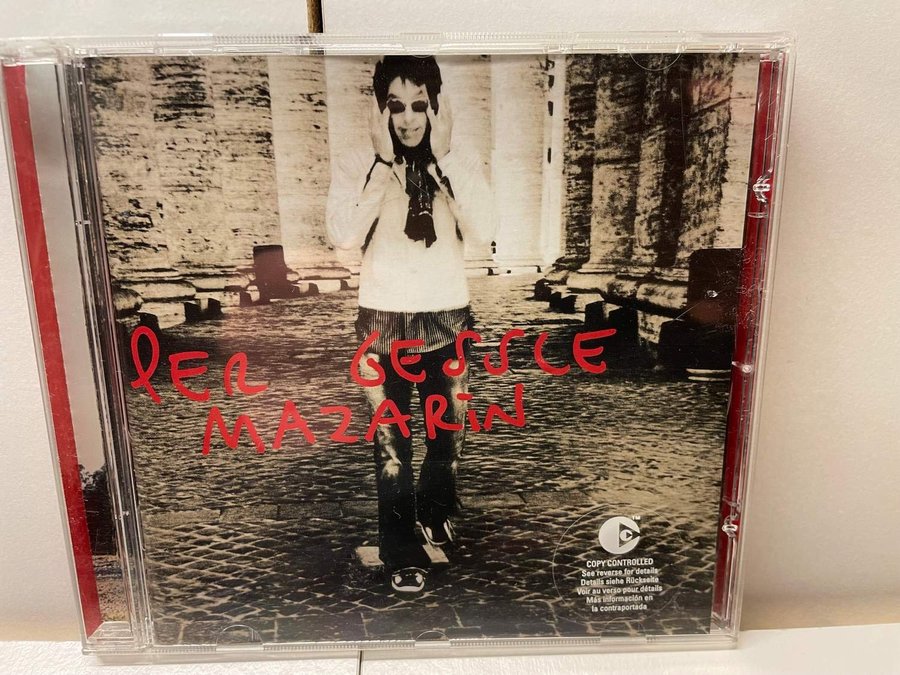 PER GESSLE
MAZARIN
TM
COPY CONTROLLED
See reverse for details
Details siehe Rückseite
Voir au verso pour détails
Más información en
la contraportada